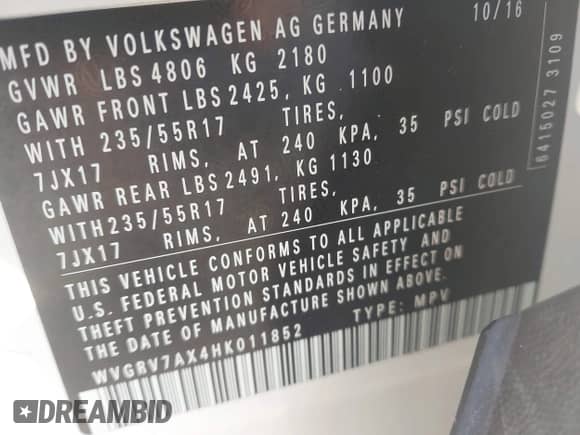 MFD BY VOLKSWAGEN AG GERMANY 10/16
GVWR LBS 4806 KG 2180
GAWR FRONT LBS 2425, KG 1100
WITH 235/55R17 TIRES,
7JX17 RIMS, AT 240 KPA, 35 PSI COLD
GAWR REAR LBS 2491, KG 1130
WITH 235/55R17 TIRES,
7JX17 RIMS, AT 240 KPA, 35 PSI COLD
THIS VEHICLE CONFORMS TO ALL APPLICABLE
U.S. FEDERAL MOTOR VEHICLE SAFETY AND
THEFT PREVENTION STANDARDS IN EFFECT ON
THE DATE OF MANUFACTURE SHOWN ABOVE.
WVGRV7AX4HK011852 TYPE: MPV
6415027 3109
DREAMBID